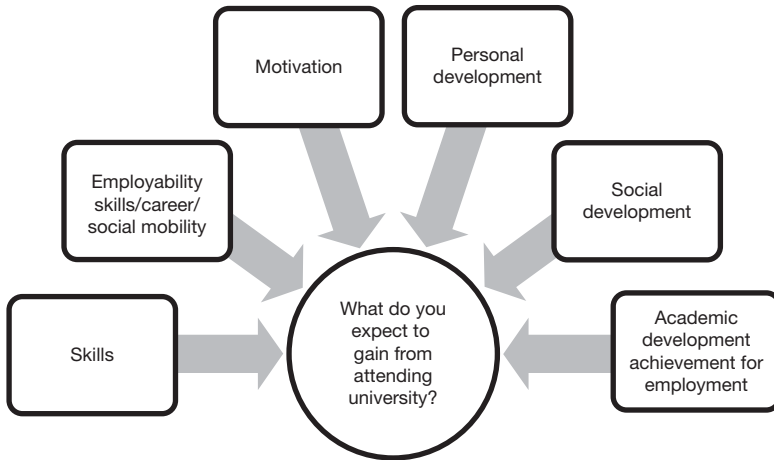 Motivation
Personal
development
Employability
skills/career/
social mobility
Social
development
Skills
What do you
expect to
gain from
attending
university?
Academic
development
achievement for
employment